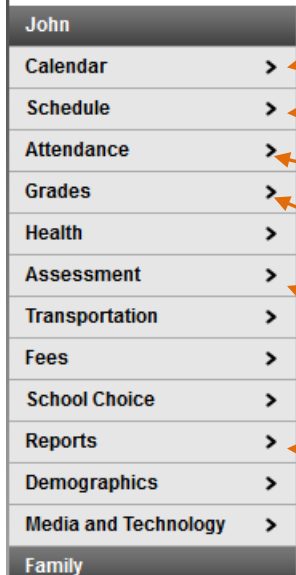 John
Calendar
Schedule
Attendance
Grades
Health
Assessment
Transportation
Fees
School Choice
Reports
Demographics
Media and Technology
Family